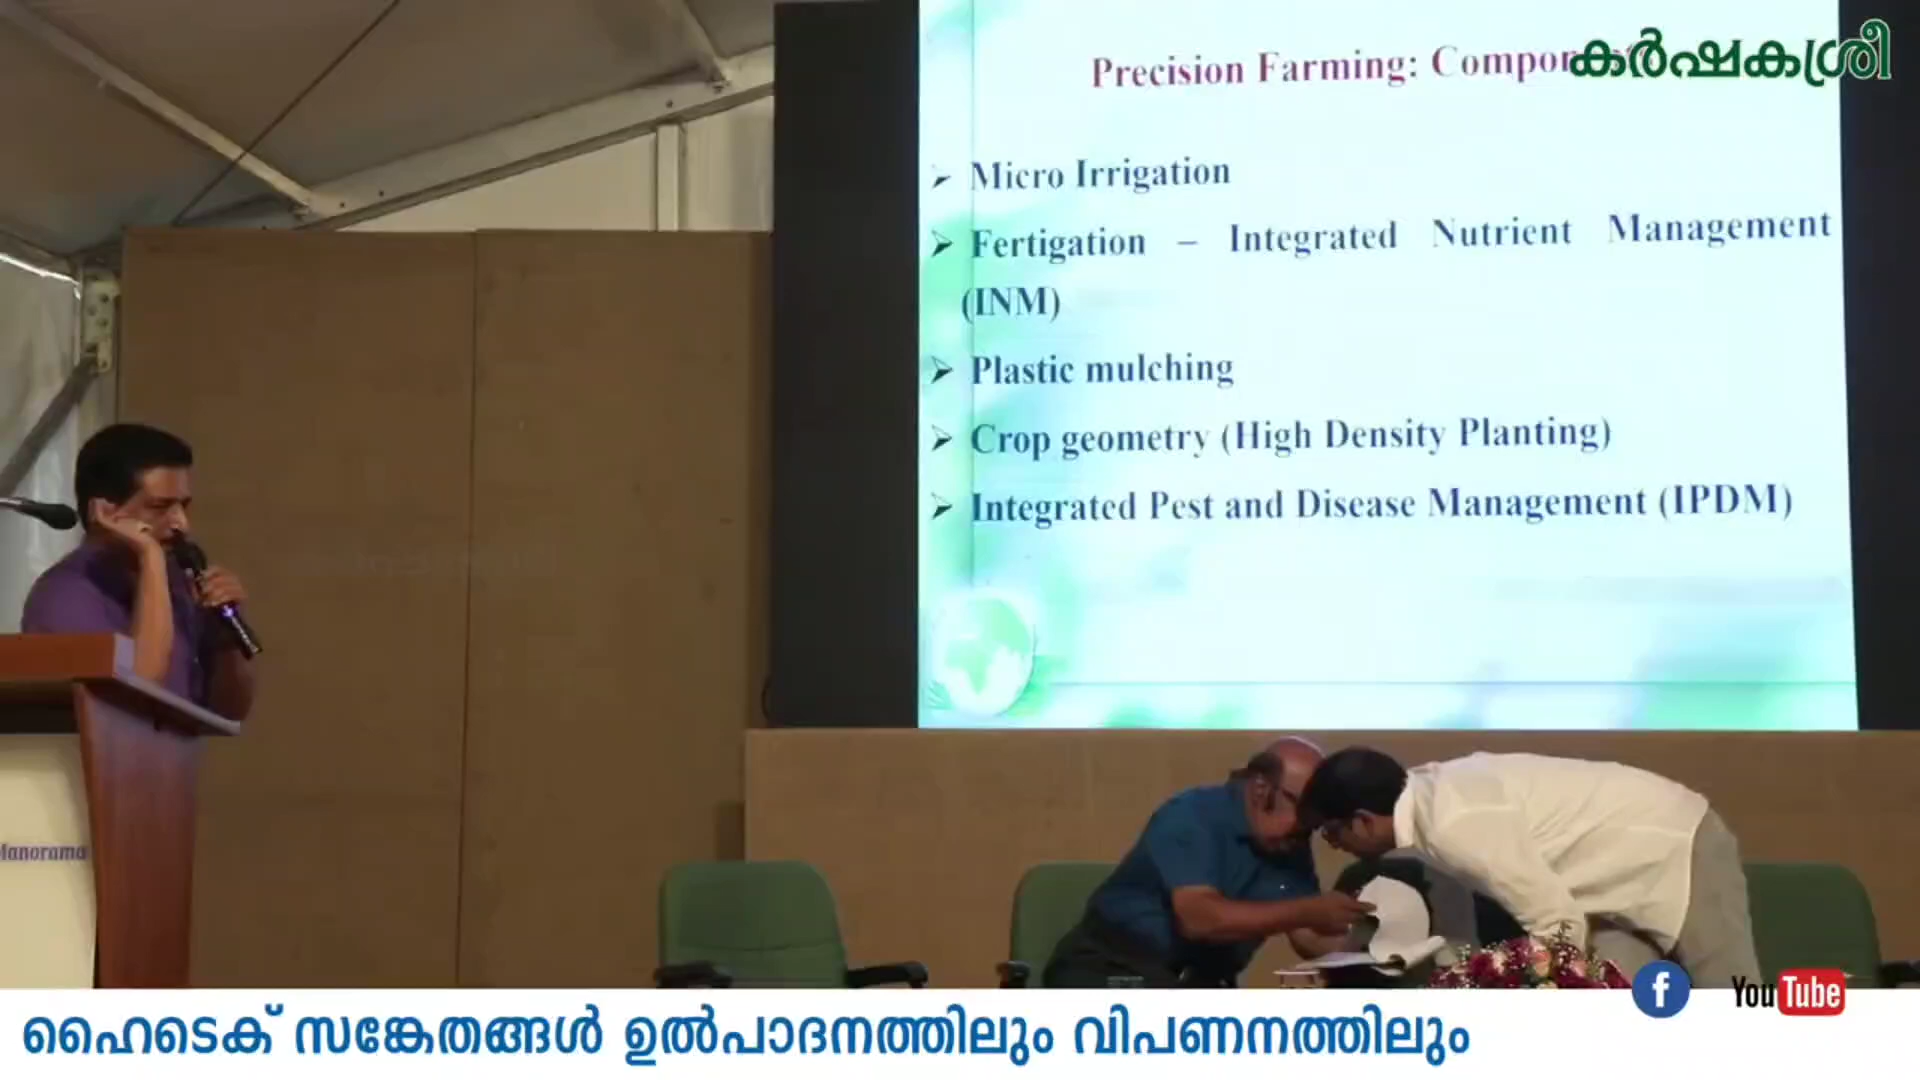 Precision Farming: Compon
കർഷകശ്രീ
➢ Micro Irrigation
➢ Fertigation – Integrated Nutrient Management
(INM)
➢ Plastic mulching
➢ Crop geometry (High Density Planting)
➢ Integrated Pest and Disease Management (IPDM)
Manorama
f YouTube
ഹൈടെക് സങ്കേതങ്ങൾ ഉൽപാദനത്തിലും വിപണനത്തിലും